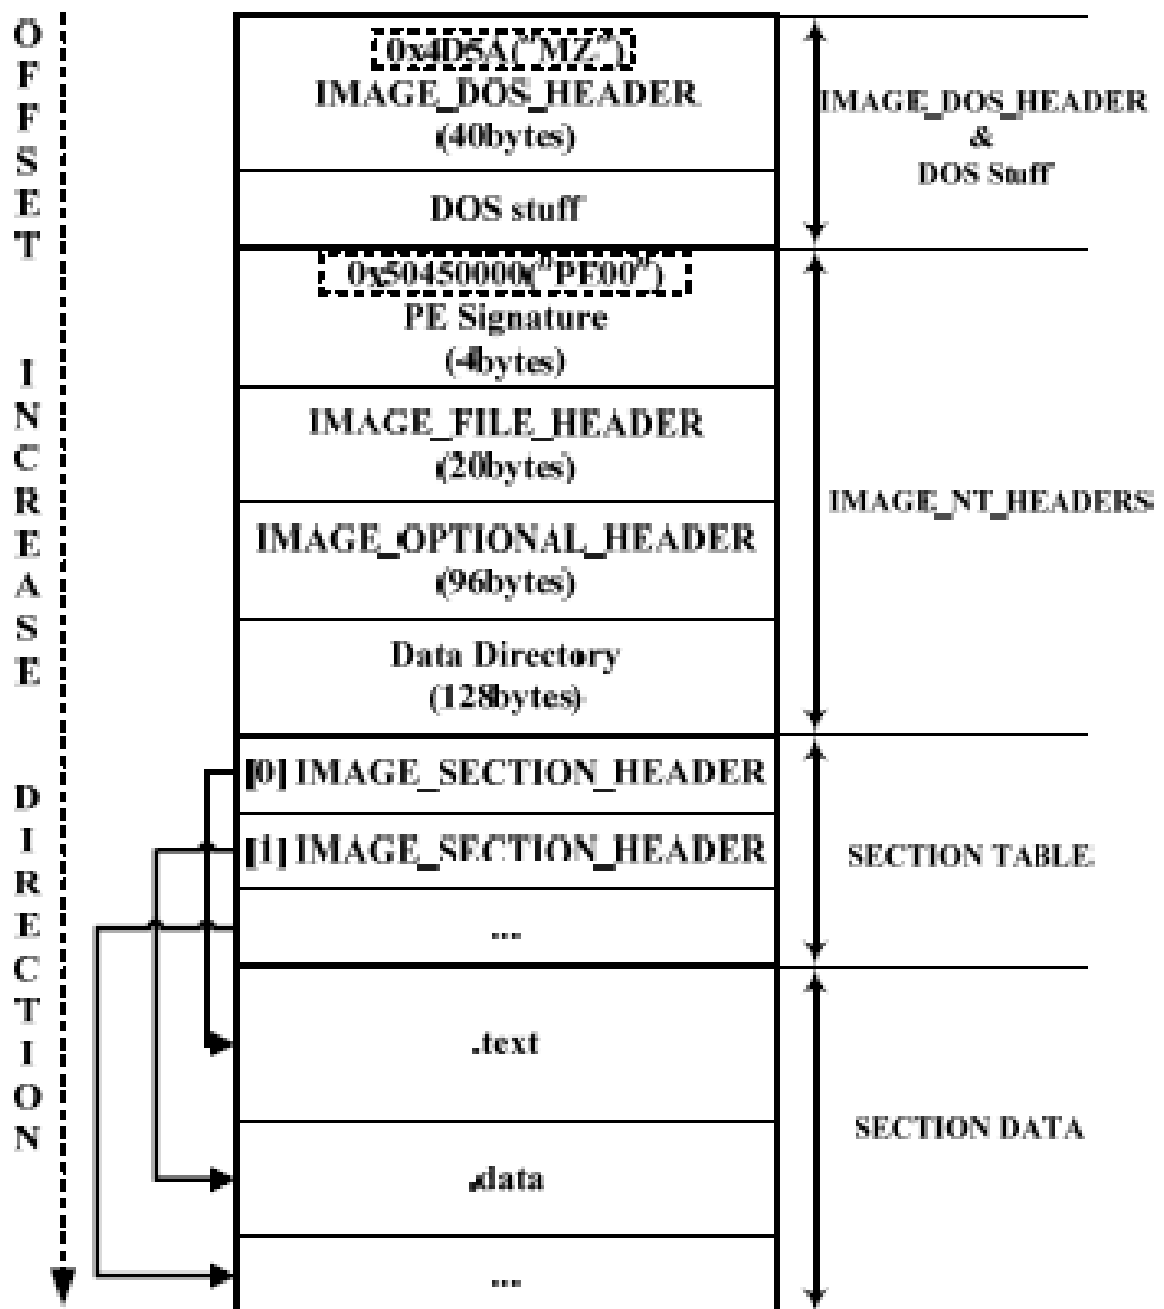 OFFSET INCREASE DIRECTION
0x4D5A("MZ")
IMAGE_DOS_HEADER
(40bytes)
DOS stuff
0x50450000("PE00")
PE Signature
(4bytes)
IMAGE_FILE_HEADER
(20bytes)
IMAGE_OPTIONAL_HEADER
(96bytes)
Data Directory
(128bytes)
[0] IMAGE_SECTION_HEADER
[1] IMAGE_SECTION_HEADER
...
.text
.data
...
IMAGE_DOS_HEADER
&
DOS Stuff
IMAGE_NT_HEADERS
SECTION TABLE
SECTION DATA